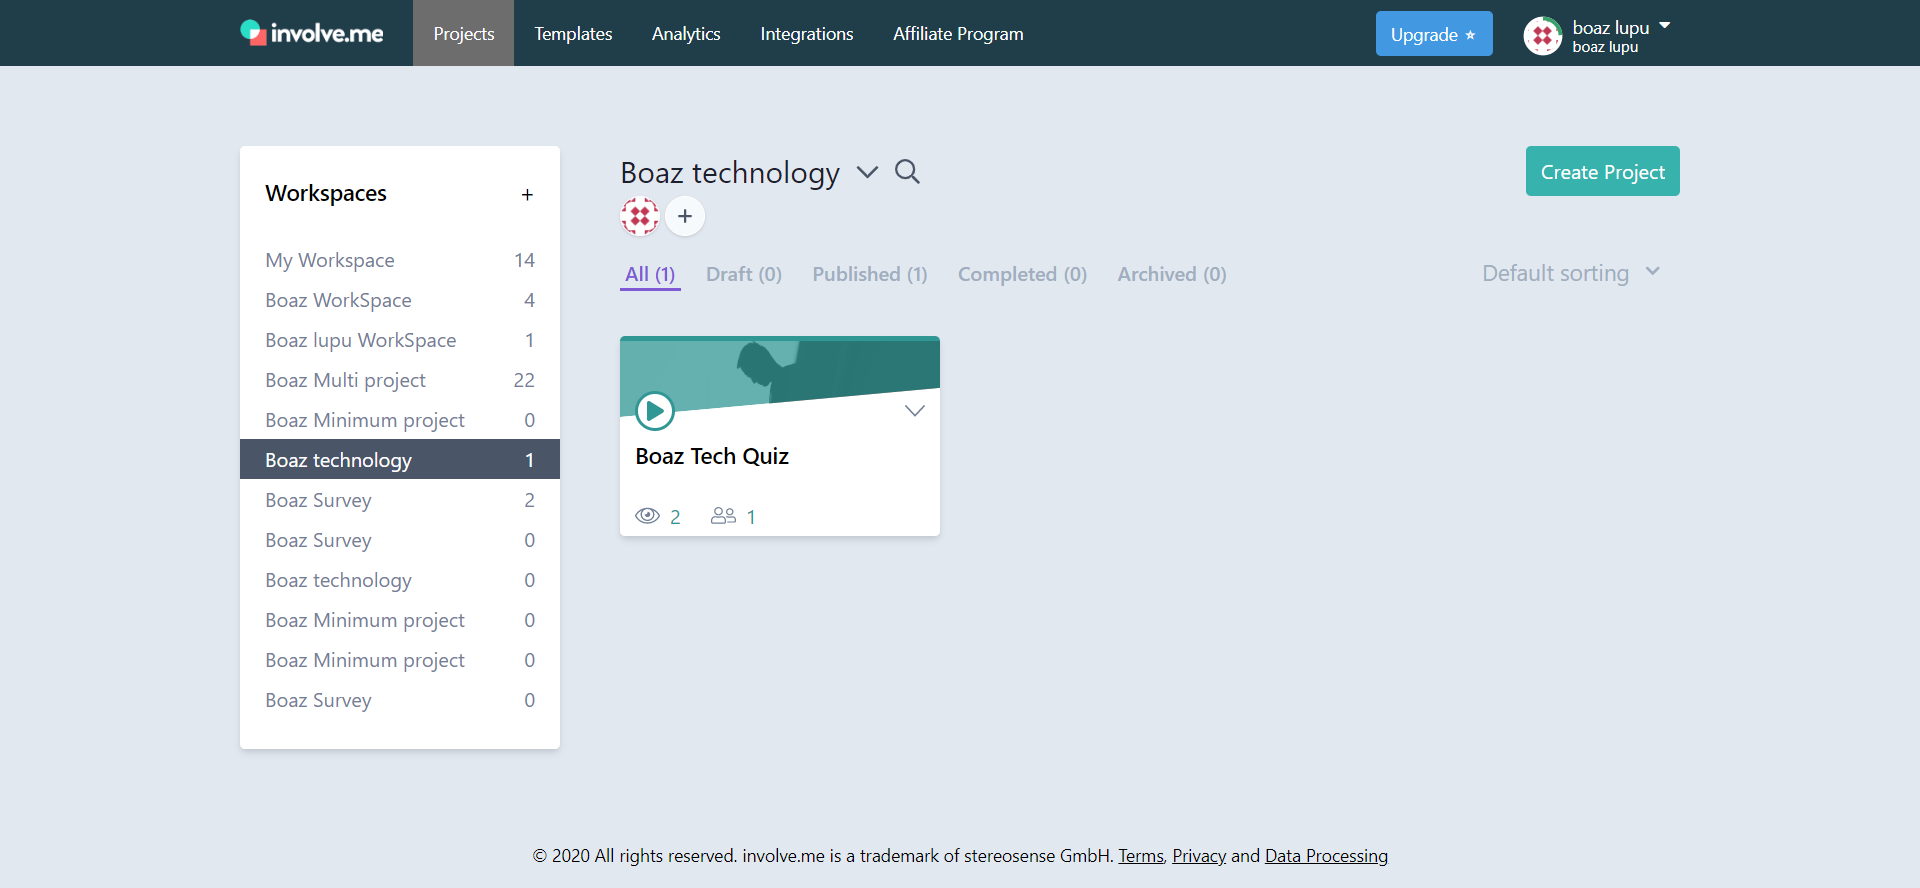 involve.me
Projects
Templates
Analytics
Integrations
Affiliate Program
Upgrade
boaz lupu
boaz lupu
Workspaces
+
My Workspace 14
Boaz WorkSpace 4
Boaz lupu WorkSpace 1
Boaz Multi project 22
Boaz Minimum project 0
Boaz technology 1
Boaz Survey 2
Boaz Survey 0
Boaz technology 0
Boaz Minimum project 0
Boaz Minimum project 0
Boaz Survey 0
Boaz technology
+
Create Project
All (1)
Draft (0)
Published (1)
Completed (0)
Archived (0)
Default sorting
Boaz Tech Quiz
2
1
© 2020 All rights reserved. involve.me is a trademark of stereosense GmbH. Terms, Privacy and Data Processing